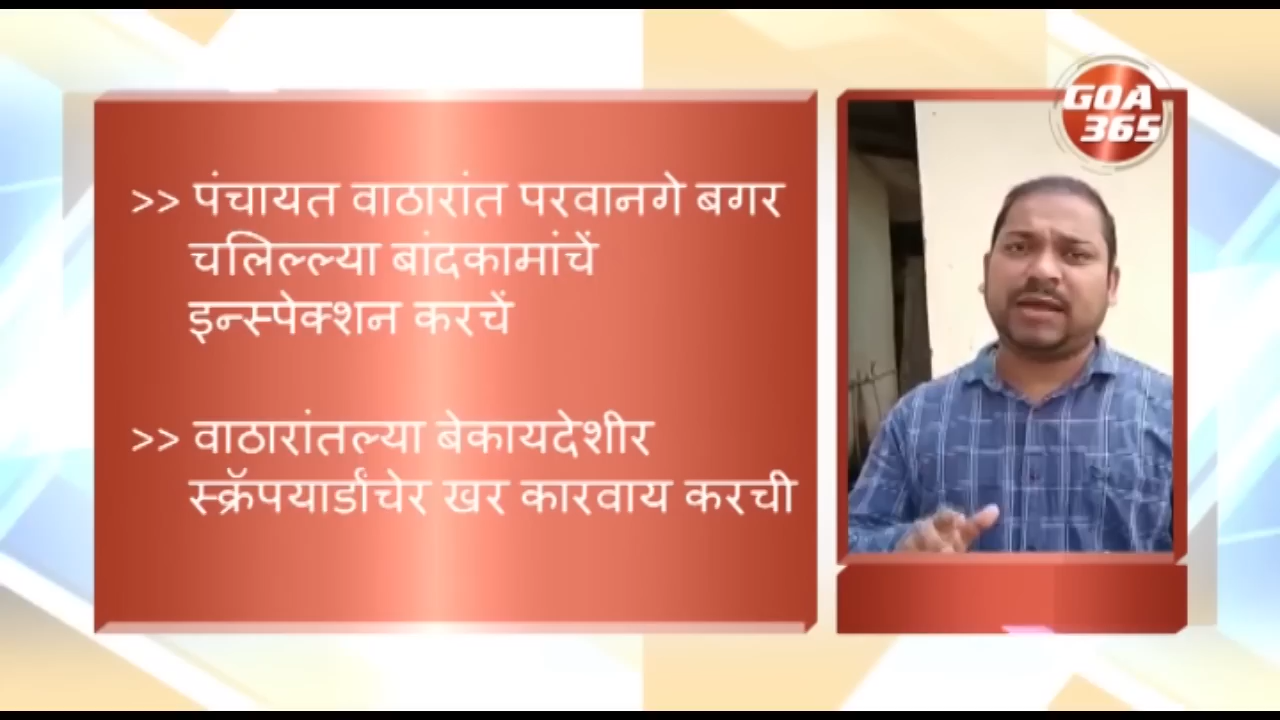 >> पंचायत वाठारांत परवानगे बगर
चलिल्ल्या बांदकामांचें
इन्स्पेक्शन करचें
>> वाठारांतल्या बेकायदेशीर
स्क्रॅपयार्डांचेर खर कारवाय करची
GOA
365